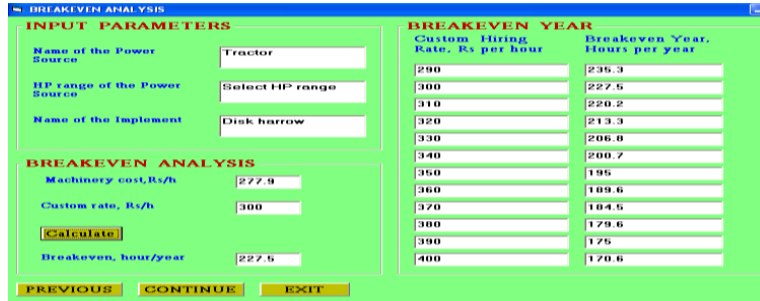 BREAKEVEN ANALYSIS
INPUT PARAMETERS
Name of the Power
Source
Tractor
HP range of the Power
Source
Select HP range
Name of the Implement
Disk harrow
BREAKEVEN ANALYSIS
Machinery cost,Rs/h
277.9
Custom rate, Rs/h
300
Calculate
Breakeven, hour/year
227.5
PREVIOUS
CONTINUE
EXIT
BREAKEVEN YEAR
Custom Hiring
Rate, Rs per hour
Breakeven Year,
Hours per year
290 235.3
300 227.5
310 220.2
320 213.3
330 206.8
340 200.7
350 195
360 189.6
370 184.5
380 179.6
390 175
400 170.6